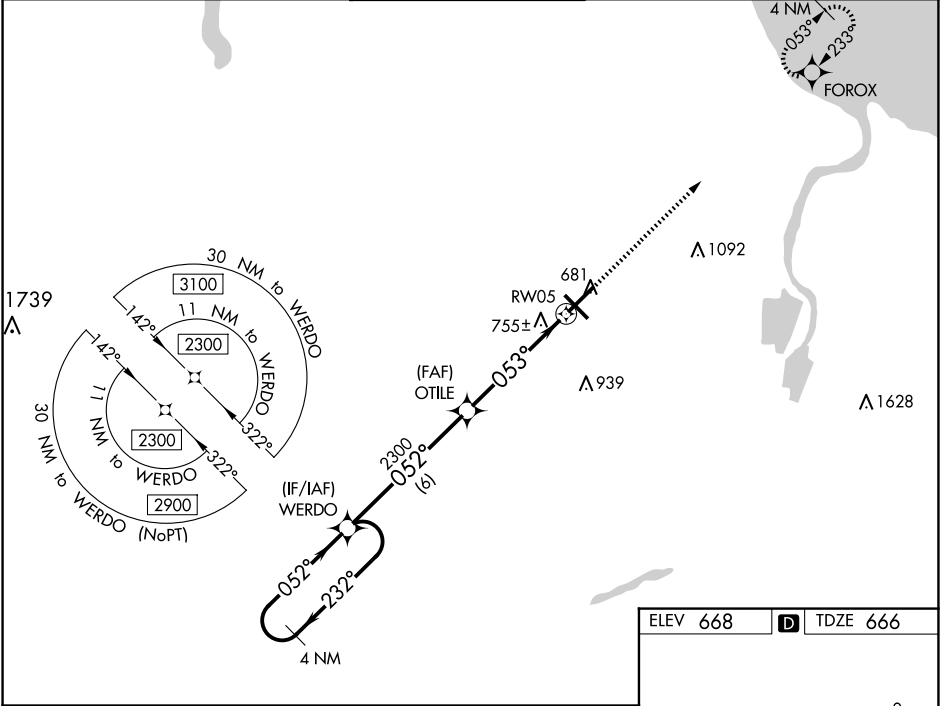 4 NM
053°
233°
FOROX
1092
681
RW05
755±
939
1628
1739
30 NM to WERDO
3100
142°
11 NM to WERDO
2300
322°
142°
11 NM to WERDO
2300
322°
30 NM to WERDO (NoPT)
2900
(FAF)
OTILE
053°
2300
052°
(6)
(IF/IAF)
WERDO
052°
232°
4 NM
ELEV 668 D TDZE 666